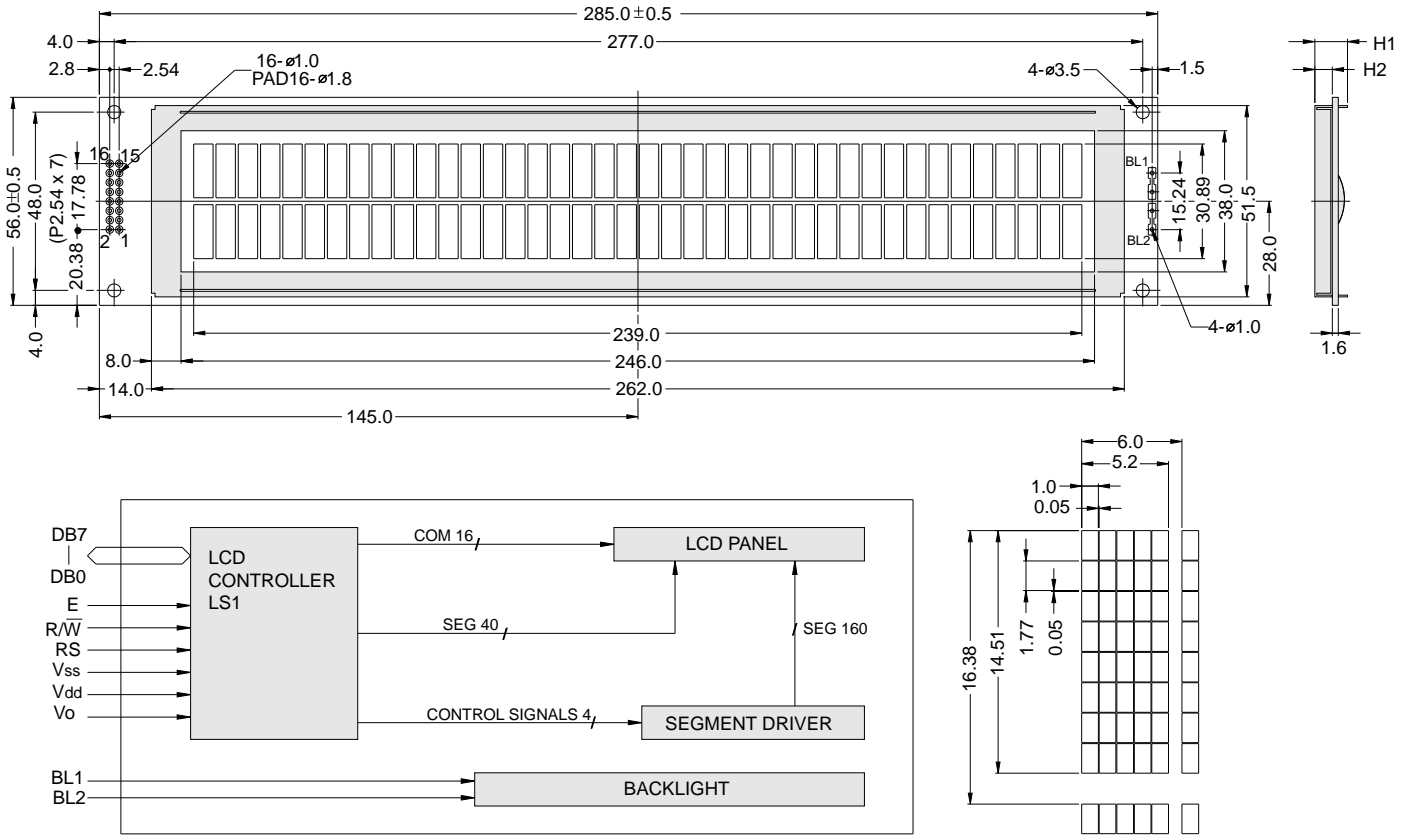 285.0±0.5
4.0
277.0
H1
2.8
2.54
16-ø1.0
PAD16-ø1.8
4-ø3.5
1.5
H2
16 15
2 1
BL1
BL2
56.0±0.5
48.0
(P2.54 x 7)
17.78
20.38
4.0
15.24
30.89
38.0
51.5
28.0
4-ø1.0
1.6
239.0
8.0
246.0
14.0
262.0
145.0
DB7
DB0
E
R/W̅
RS
Vss
Vdd
Vo
BL1
BL2
LCD
CONTROLLER
LS1
COM 16
LCD PANEL
SEG 40
SEG 160
CONTROL SIGNALS 4
SEGMENT DRIVER
BACKLIGHT
6.0
5.2
1.0
0.05
16.38
14.51
1.77
0.05